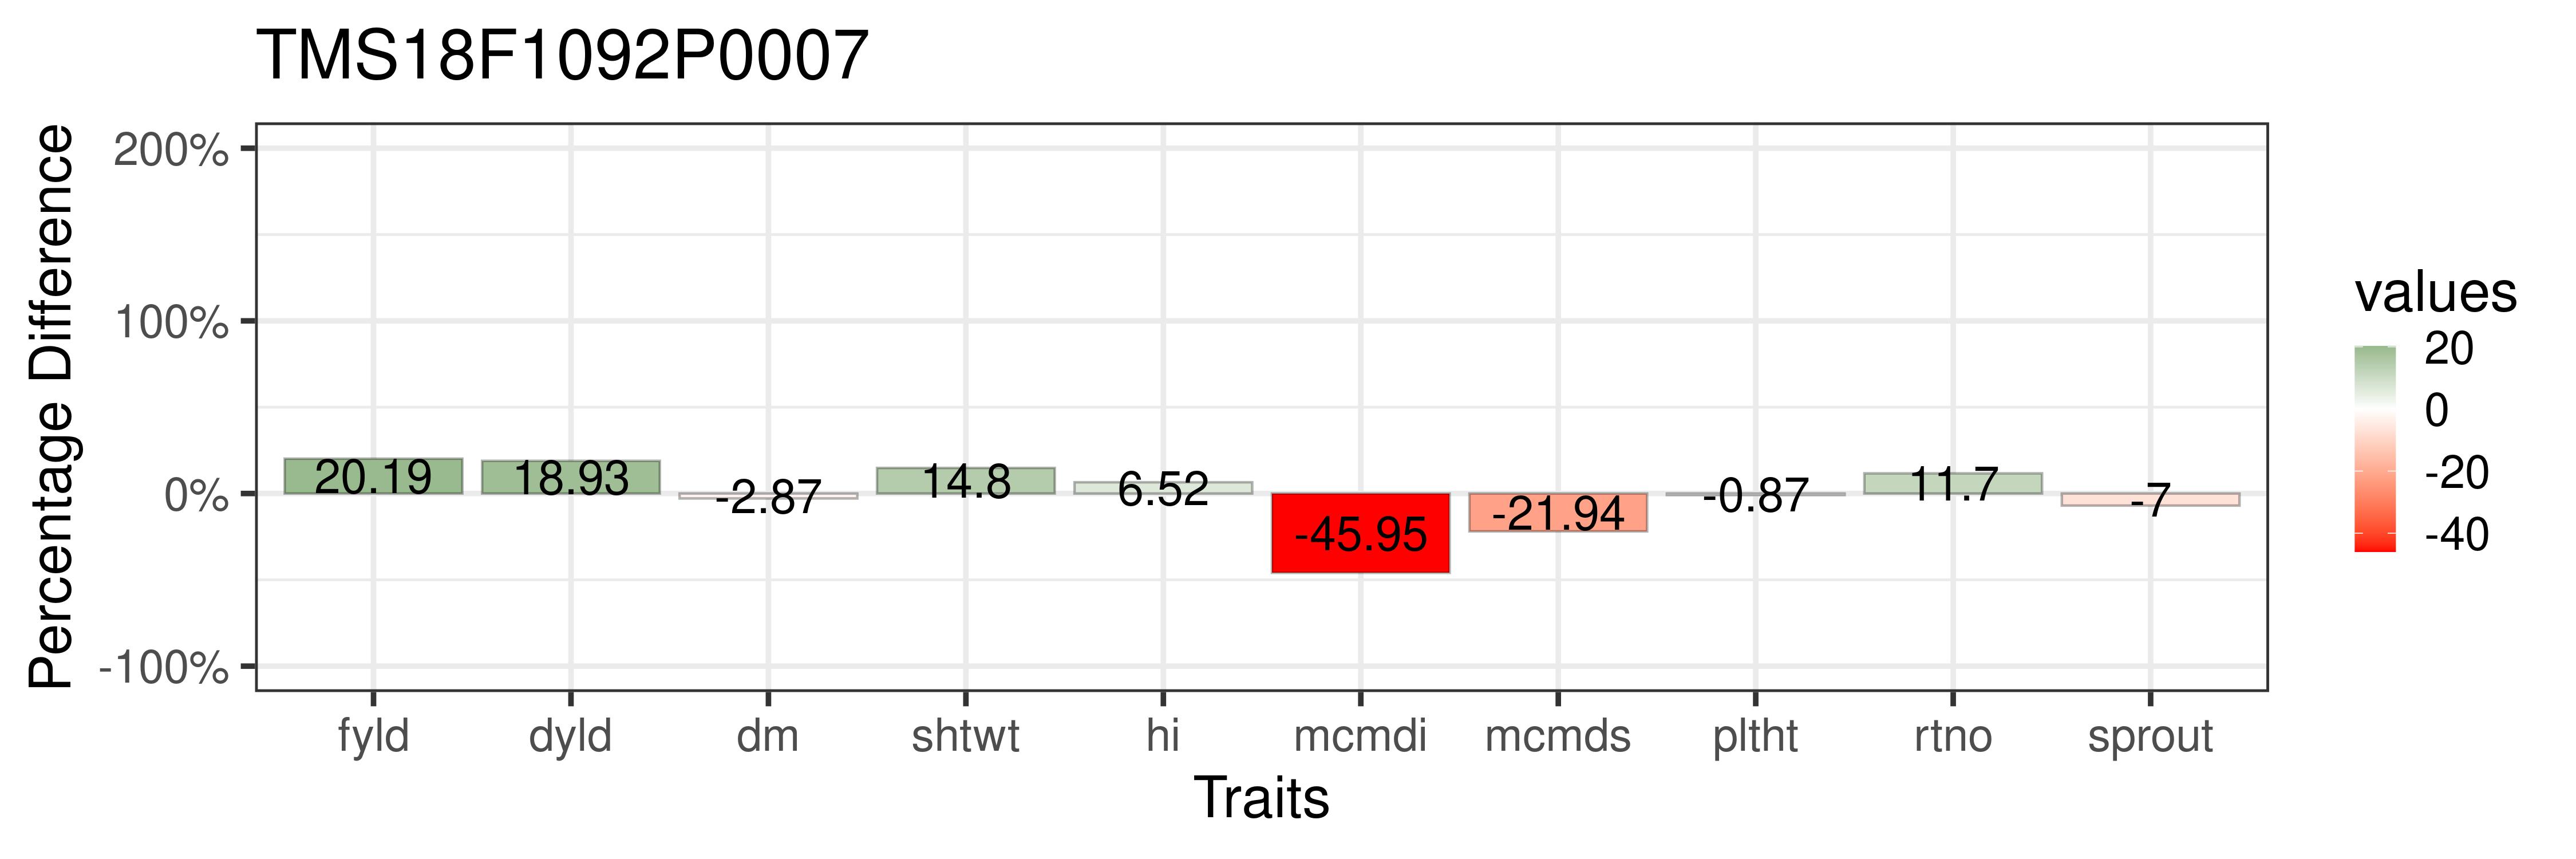 TMS18F1092P0007
Percentage Difference
200%
100%
0%
-100%
20.19
18.93
-2.87
14.8
6.52
-45.95
-21.94
-0.87
11.7
-7
fyld
dyld
dm
shtwt
hi
mcmdi
mcmds
pltht
rtno
sprout
Traits
values
20
0
-20
-40